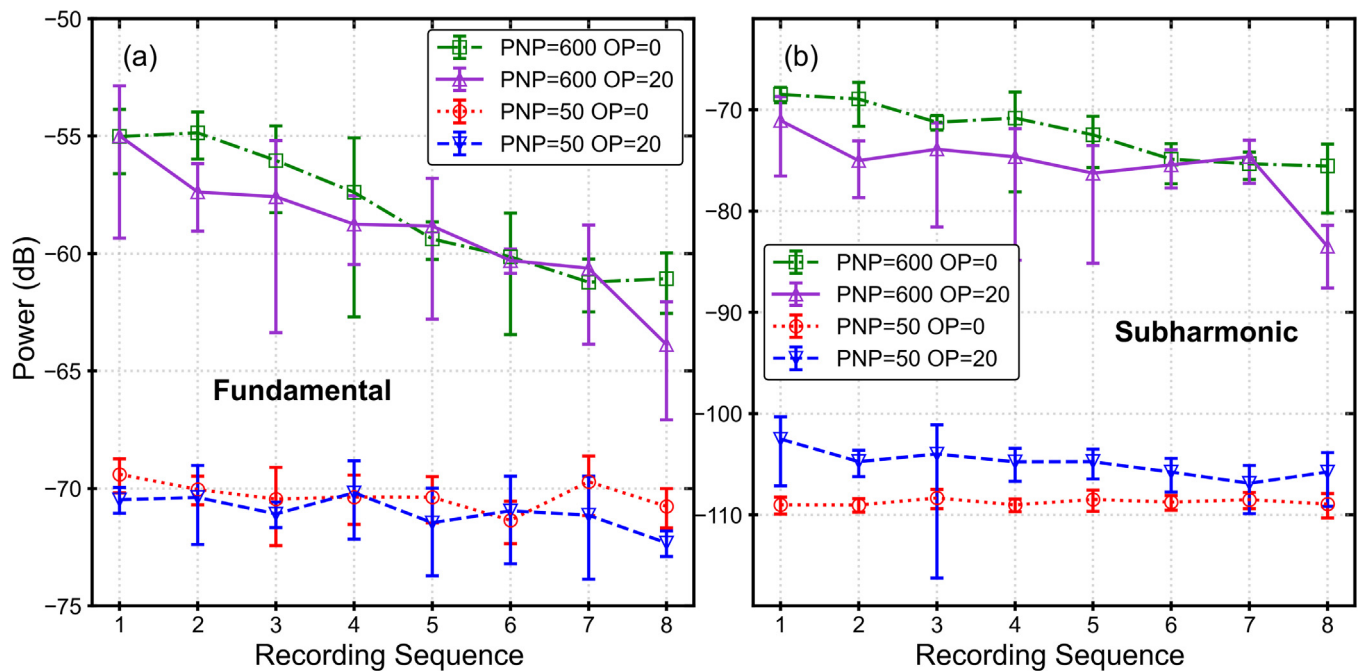 (a)
PNP=600 OP=0
PNP=600 OP=20
PNP=50 OP=0
PNP=50 OP=20
Fundamental
Power (dB)
−50
−55
−60
−65
−70
−75
1 2 3 4 5 6 7 8
Recording Sequence
(b)
PNP=600 OP=0
PNP=600 OP=20
PNP=50 OP=0
PNP=50 OP=20
Subharmonic
−70
−80
−90
−100
−110
1 2 3 4 5 6 7 8
Recording Sequence